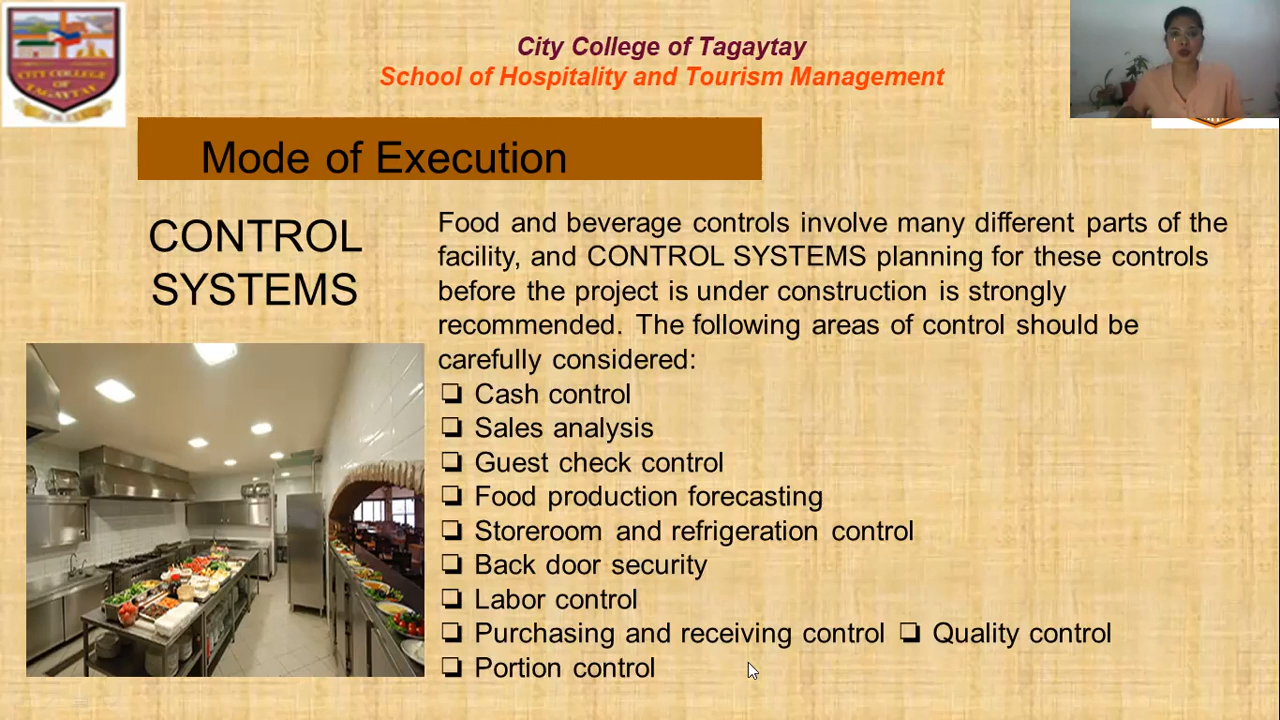 CITY COLLEGE
OF
TAGAYTAY
City College of Tagaytay
School of Hospitality and Tourism Management
Mode of Execution
CONTROL
SYSTEMS
Food and beverage controls involve many different parts of the
facility, and CONTROL SYSTEMS planning for these controls
before the project is under construction is strongly
recommended. The following areas of control should be
carefully considered:
❑ Cash control
❑ Sales analysis
❑ Guest check control
❑ Food production forecasting
❑ Storeroom and refrigeration control
❑ Back door security
❑ Labor control
❑ Purchasing and receiving control ❑ Quality control
❑ Portion control